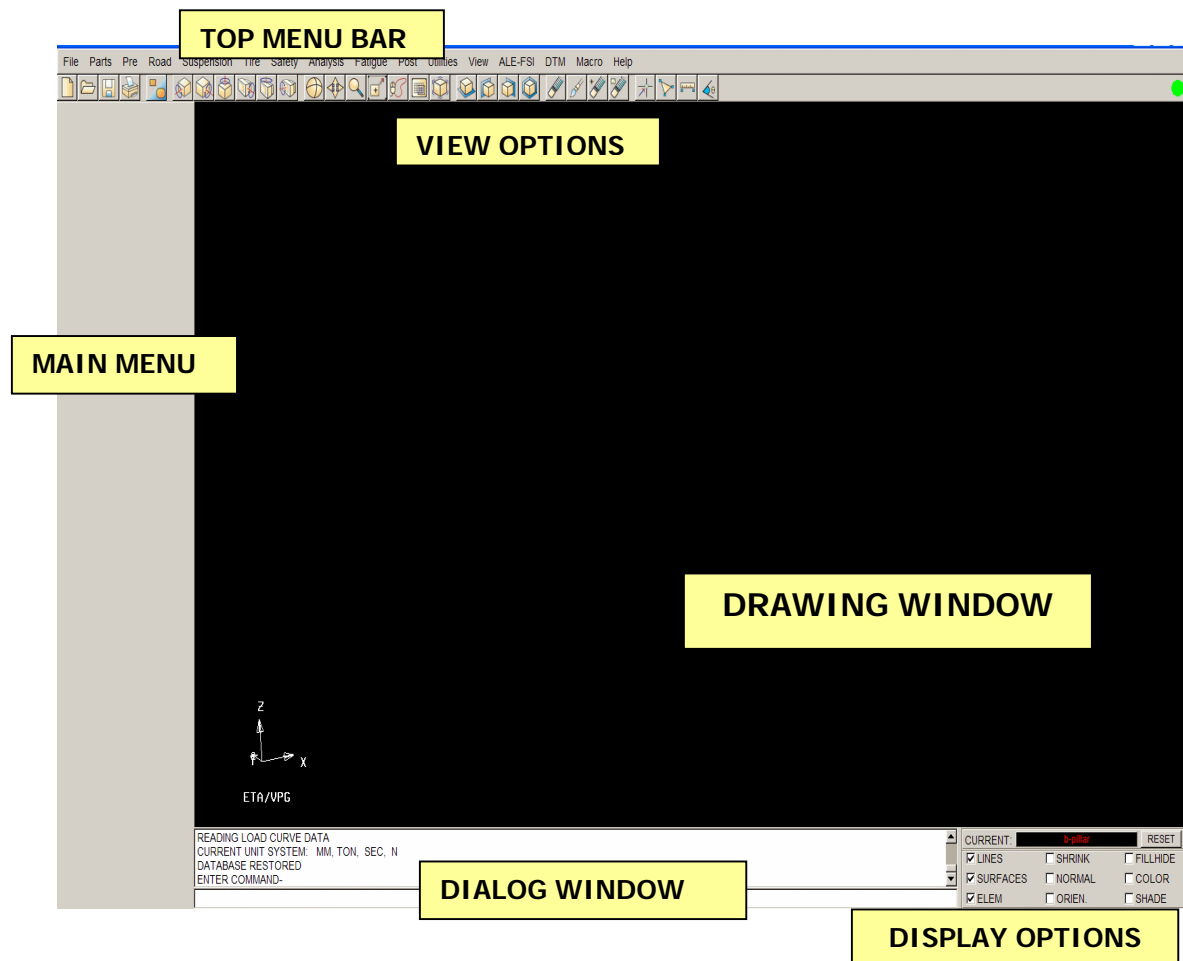 TOP MENU BAR
File Parts Pre Road Suspension Tire Safety Analysis Fatigue Post Utilities View ALE-FSI DTM Macro Help
VIEW OPTIONS
MAIN MENU
DRAWING WINDOW
Z
Y X
ETA/VPG
READING LOAD CURVE DATA
CURRENT UNIT SYSTEM: MM, TON, SEC, N
DATABASE RESTORED
ENTER COMMAND-
DIALOG WINDOW
CURRENT: b-pillar RESET
LINES SHRINK FILLHIDE
SURFACES NORMAL COLOR
ELEM ORIEN. SHADE
DISPLAY OPTIONS